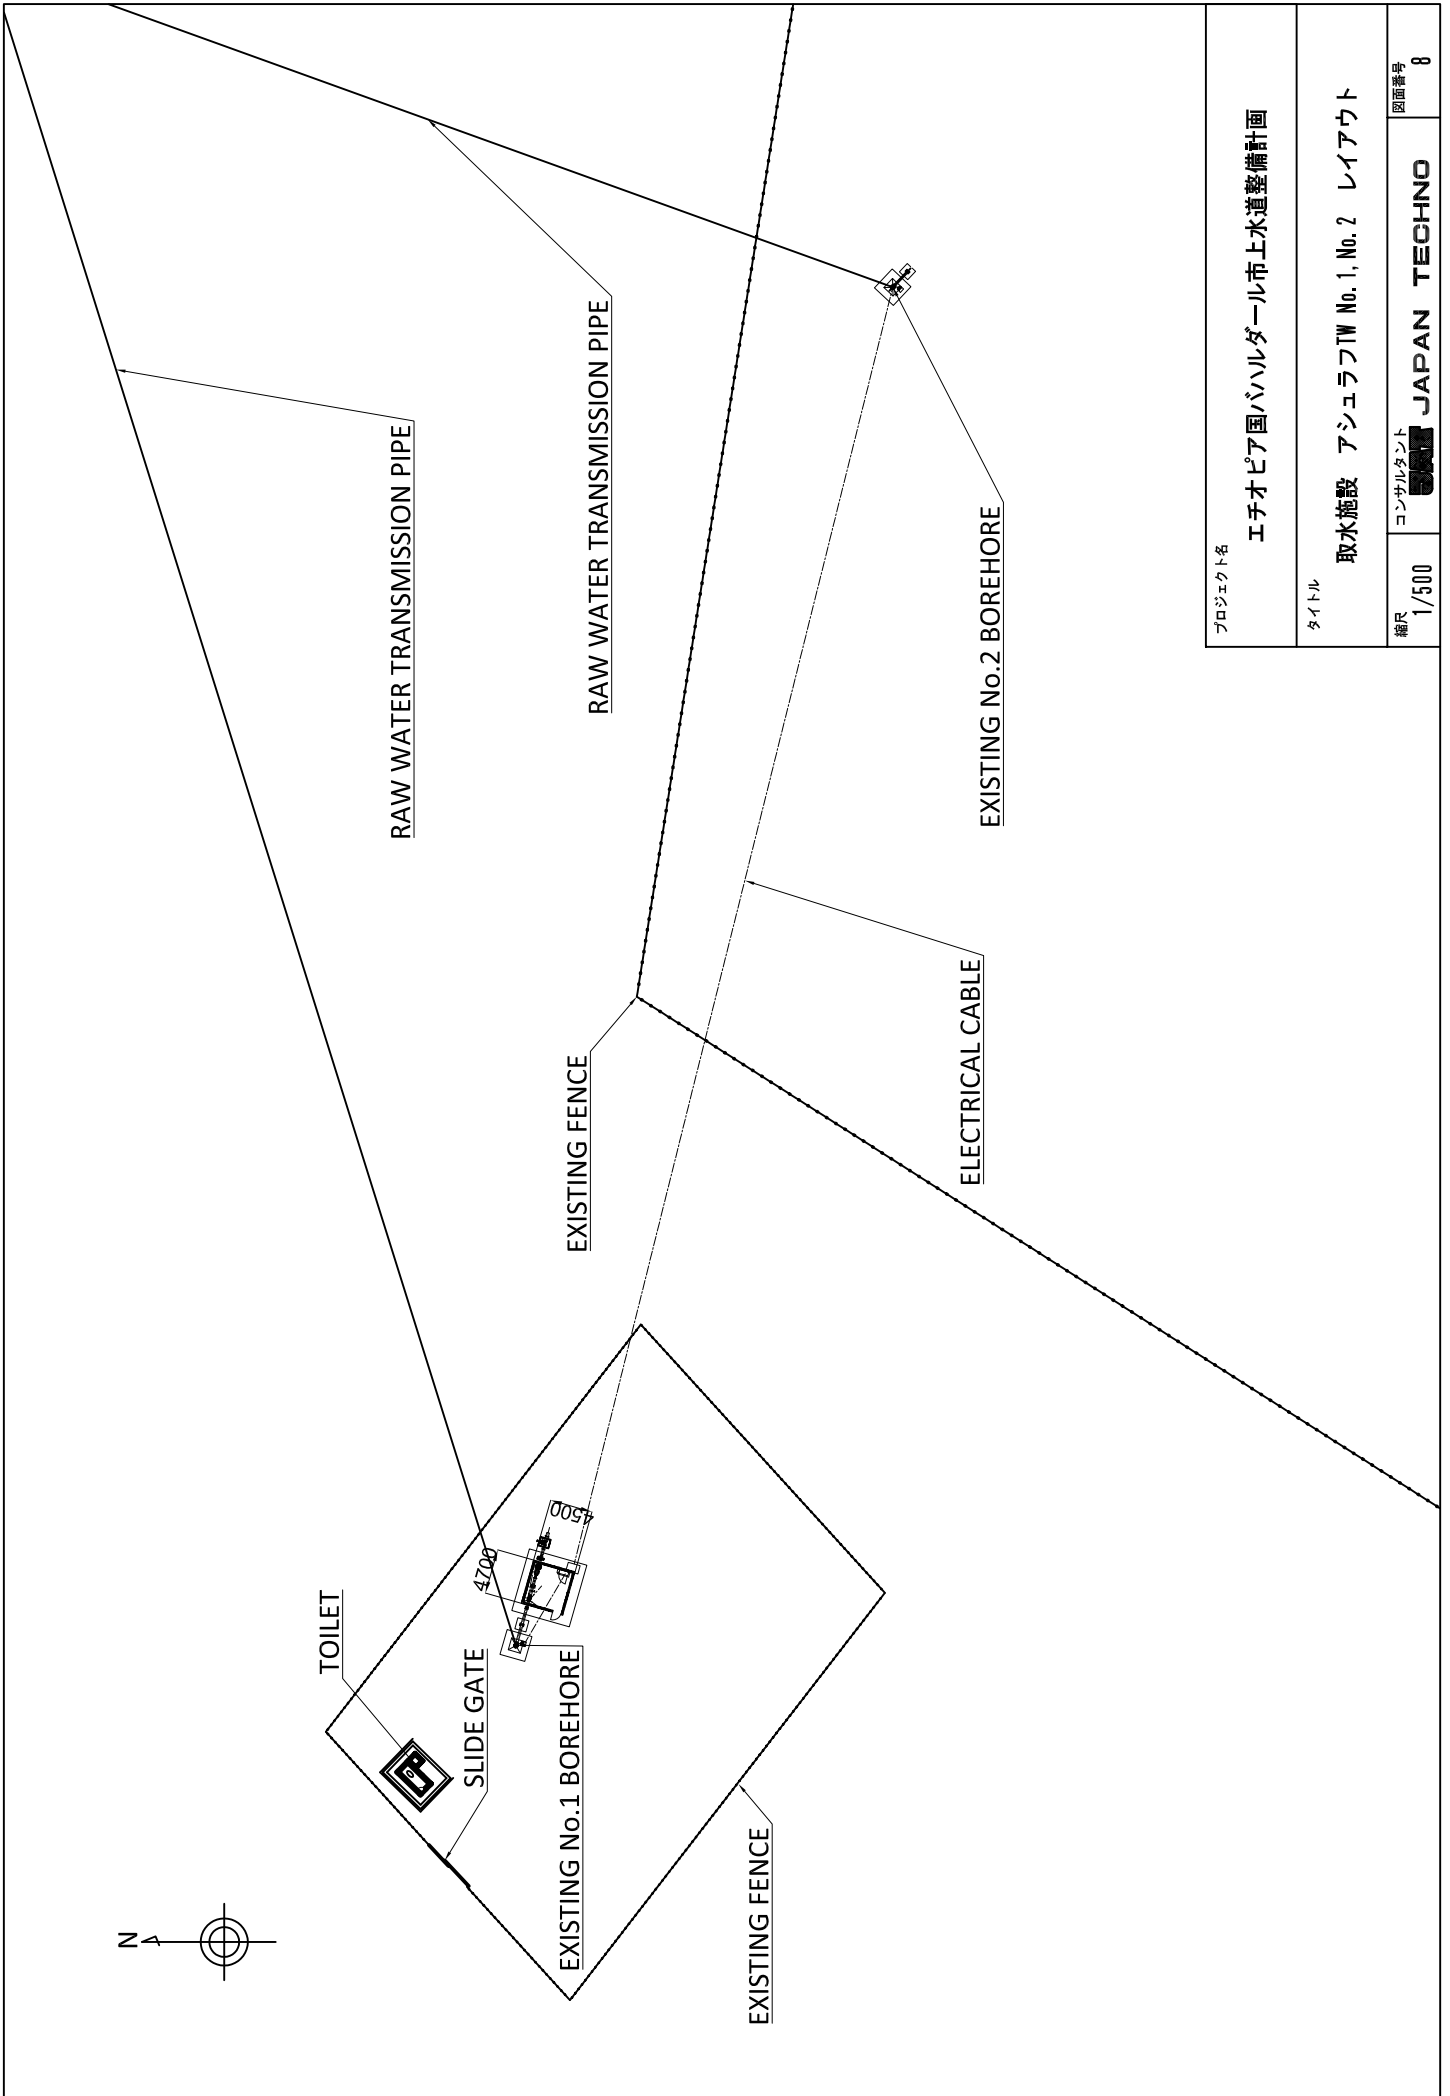 N
TOILET
SLIDE GATE
EXISTING No.1 BOREHORE
EXISTING FENCE
4700
4500
EXISTING FENCE
RAW WATER TRANSMISSION PIPE
RAW WATER TRANSMISSION PIPE
ELECTRICAL CABLE
EXISTING No.2 BOREHORE
プロジェクト名
エチオピア国バハルダール市上水道整備計画
タイトル
取水施設 アシュラフTW No.1,No.2 レイアウト
縮尺
1/500
コンサルタント
JAPAN TECHNO
図面番号
8